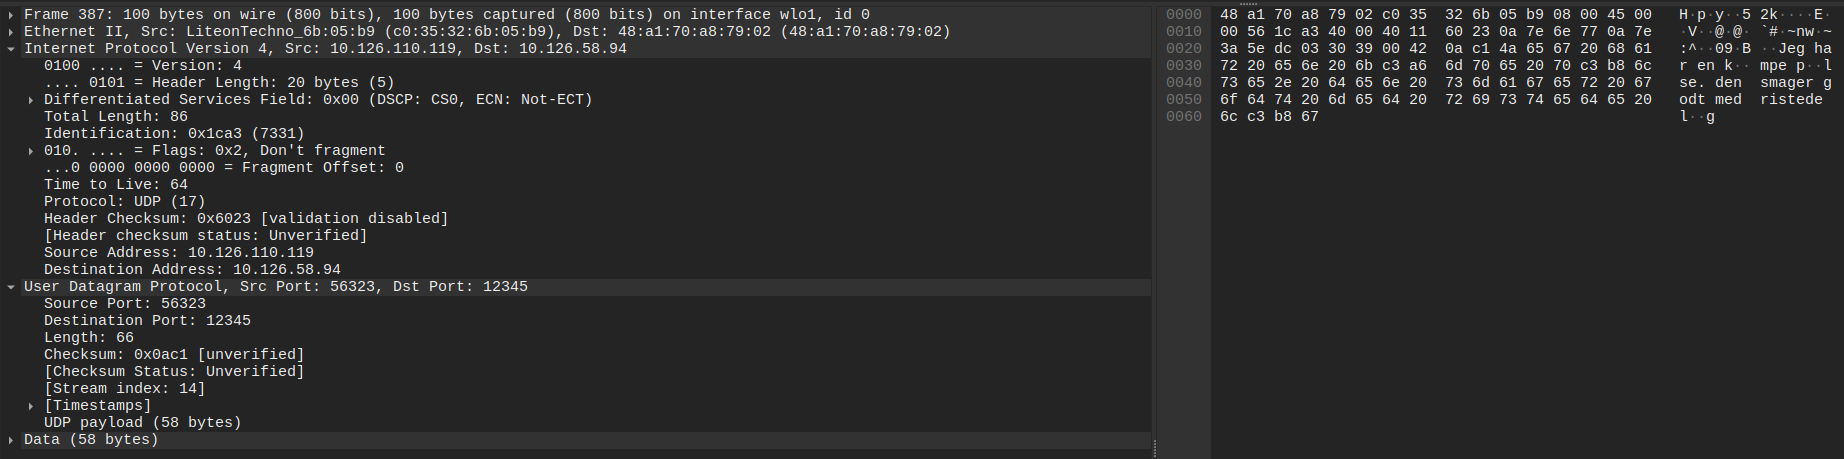 Frame 387: 100 bytes on wire (800 bits), 100 bytes captured (800 bits) on interface wlo1, id 0
Ethernet II, Src: LiteonTechno_6b:05:b9 (c0:35:32:6b:05:b9), Dst: 48:a1:70:a8:79:02 (48:a1:70:a8:79:02)
Internet Protocol Version 4, Src: 10.126.110.119, Dst: 10.126.58.94
0100 .... = Version: 4
.... 0101 = Header Length: 20 bytes (5)
Differentiated Services Field: 0x00 (DSCP: CS0, ECN: Not-ECT)
Total Length: 86
Identification: 0x1ca3 (7331)
010. .... = Flags: 0x2, Don't fragment
...0 0000 0000 0000 = Fragment Offset: 0
Time to Live: 64
Protocol: UDP (17)
Header Checksum: 0x6023 [validation disabled]
[Header checksum status: Unverified]
Source Address: 10.126.110.119
Destination Address: 10.126.58.94
User Datagram Protocol, Src Port: 56323, Dst Port: 12345
Source Port: 56323
Destination Port: 12345
Length: 66
Checksum: 0x0ac1 [unverified]
[Checksum Status: Unverified]
[Stream index: 14]
[Timestamps]
UDP payload (58 bytes)
Data (58 bytes)
0000 48 a1 70 a8 79 02 c0 35 32 6b 05 b9 08 00 45 00 H·p·y··5 2k····E·
0010 00 56 1c a3 40 00 40 11 60 23 0a 7e 6e 77 0a 7e ·V··@·@· `#·~nw·~
0020 3a 5e dc 03 30 39 00 42 0a c1 4a 65 67 20 68 61 :^··09·B ··Jeg ha
0030 72 20 65 6e 20 6b c3 a6 6d 70 65 20 70 c3 b8 6c r en k·· mpe p··l
0040 73 65 2e 20 64 65 6e 20 73 6d 61 67 65 72 20 67 se. den smager g
0050 6f 64 74 20 6d 65 64 20 72 69 73 74 65 64 65 20 odt med ristede
0060 6c c3 b8 67 l··g